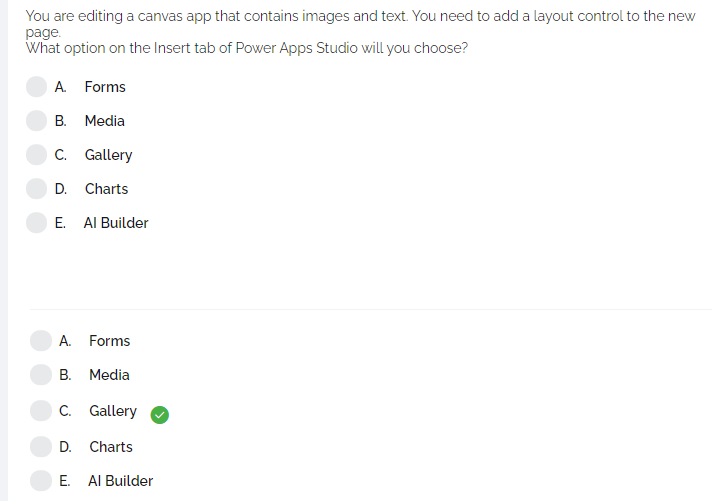 You are editing a canvas app that contains images and text. You need to add a layout control to the new
page.
What option on the Insert tab of Power Apps Studio will you choose?
A. Forms
B. Media
C. Gallery
D. Charts
E. AI Builder
A. Forms
B. Media
C. Gallery
D. Charts
E. AI Builder